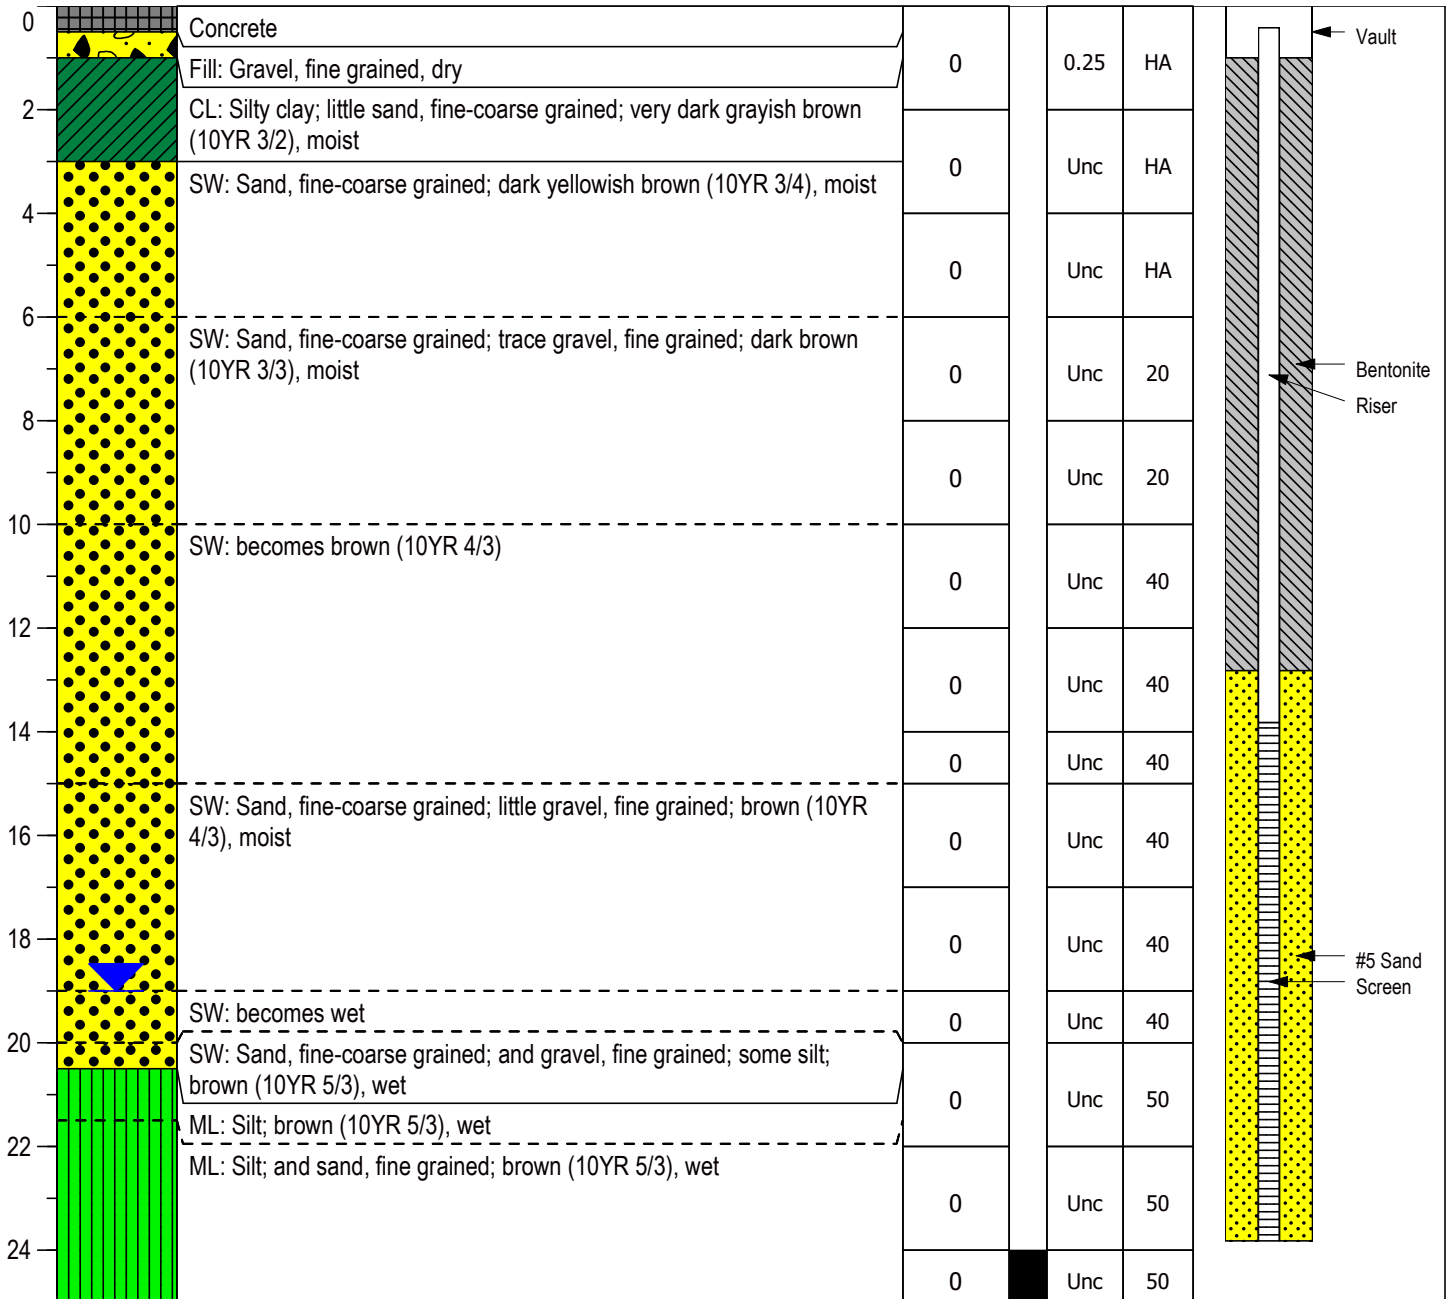 0
Concrete
0
0.25
HA
Vault
Fill: Gravel, fine grained, dry
2
CL: Silty clay; little sand, fine-coarse grained; very dark grayish brown
(10YR 3/2), moist
0
Unc
HA
SW: Sand, fine-coarse grained; dark yellowish brown (10YR 3/4), moist
4
0
Unc
HA
6
SW: Sand, fine-coarse grained; trace gravel, fine grained; dark brown
(10YR 3/3), moist
0
Unc
20
Bentonite
Riser
8
0
Unc
20
10
SW: becomes brown (10YR 4/3)
0
Unc
40
12
0
Unc
40
14
0
Unc
40
SW: Sand, fine-coarse grained; little gravel, fine grained; brown (10YR
4/3), moist
16
0
Unc
40
18
0
Unc
40
#5 Sand
Screen
SW: becomes wet
0
Unc
40
20
SW: Sand, fine-coarse grained; and gravel, fine grained; some silt;
brown (10YR 5/3), wet
0
Unc
50
ML: Silt; brown (10YR 5/3), wet
22
ML: Silt; and sand, fine grained; brown (10YR 5/3), wet
0
Unc
50
24
0
Unc
50